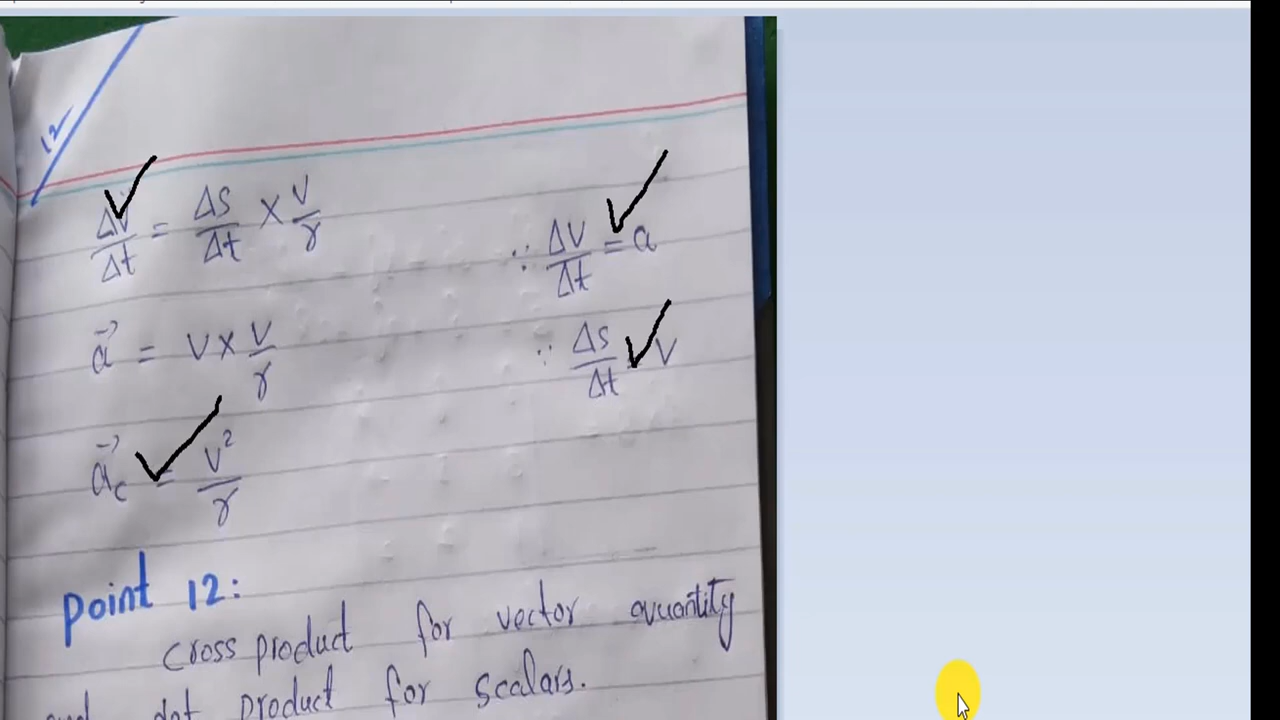 12
ΔV/Δt = ΔS/Δt × V/r ∵ ΔV/Δt = a
a⃗ = V × V/r ∵ ΔS/Δt V
a⃗c = V²/r
Point 12:
Cross product for vector quantity
and dot product for scalars.